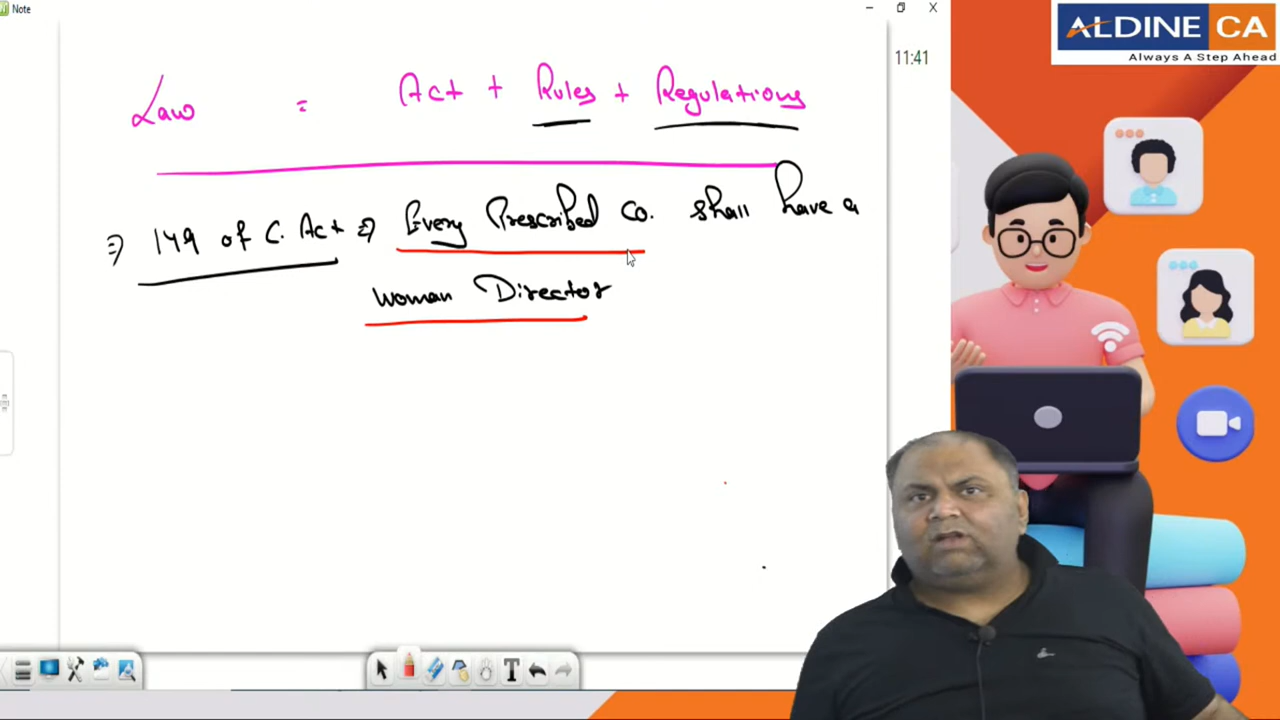 Note
ALDINE CA
Always A Step Ahead
11:41
Law = Act + Rules + Regulations
⇒ 149 of C. Act ⇒ Every Prescribed Co. shall have a
woman Director
T